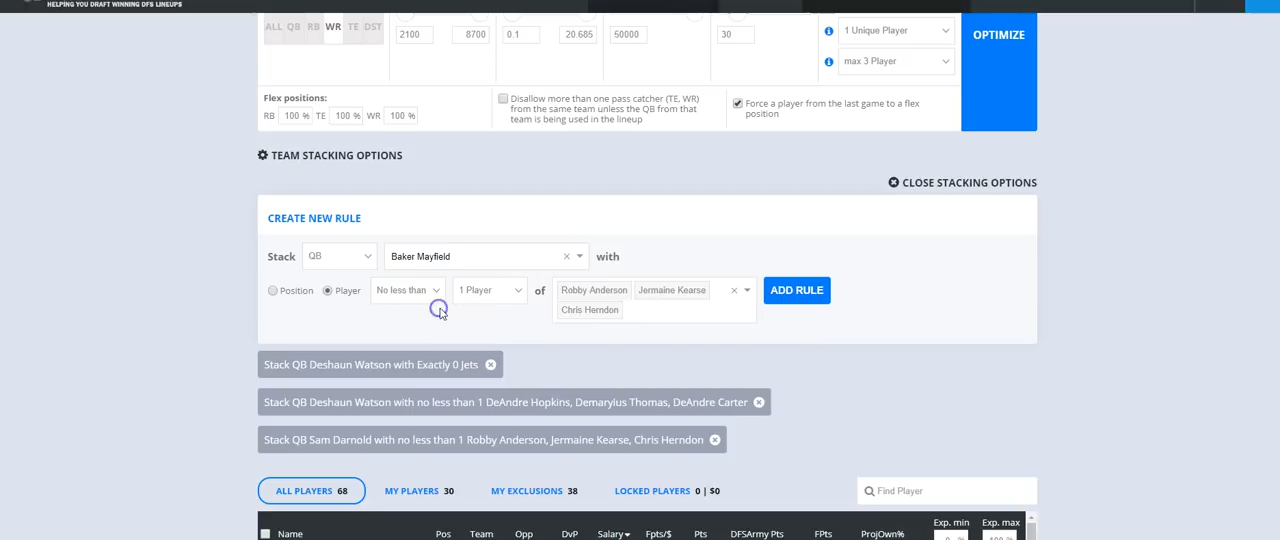 HELPING YOU DRAFT WINNING DFS LINEUPS
ALL QB RB WR TE DST
2100 8700 0.1 20.685 50000 30
1 Unique Player
OPTIMIZE
max 3 Player
Flex positions:
RB 100 % TE 100 % WR 100 %
Disallow more than one pass catcher (TE, WR)
from the same team unless the QB from that
team is being used in the lineup
Force a player from the last game to a flex
position
TEAM STACKING OPTIONS
CLOSE STACKING OPTIONS
CREATE NEW RULE
Stack QB Baker Mayfield with
Position Player No less than 1 Player of Robby Anderson Jermaine Kearse ADD RULE
Chris Herndon
Stack QB Deshaun Watson with Exactly 0 Jets
Stack QB Deshaun Watson with no less than 1 DeAndre Hopkins, Demaryius Thomas, DeAndre Carter
Stack QB Sam Darnold with no less than 1 Robby Anderson, Jermaine Kearse, Chris Herndon
ALL PLAYERS 68 MY PLAYERS 30 MY EXCLUSIONS 38 LOCKED PLAYERS 0 | $0 Find Player
Name Pos Team Opp DvP Salary Fpts/$ Pts DFSArmy Pts FPts ProjOwn% Exp. min Exp. max
0 % 100 %